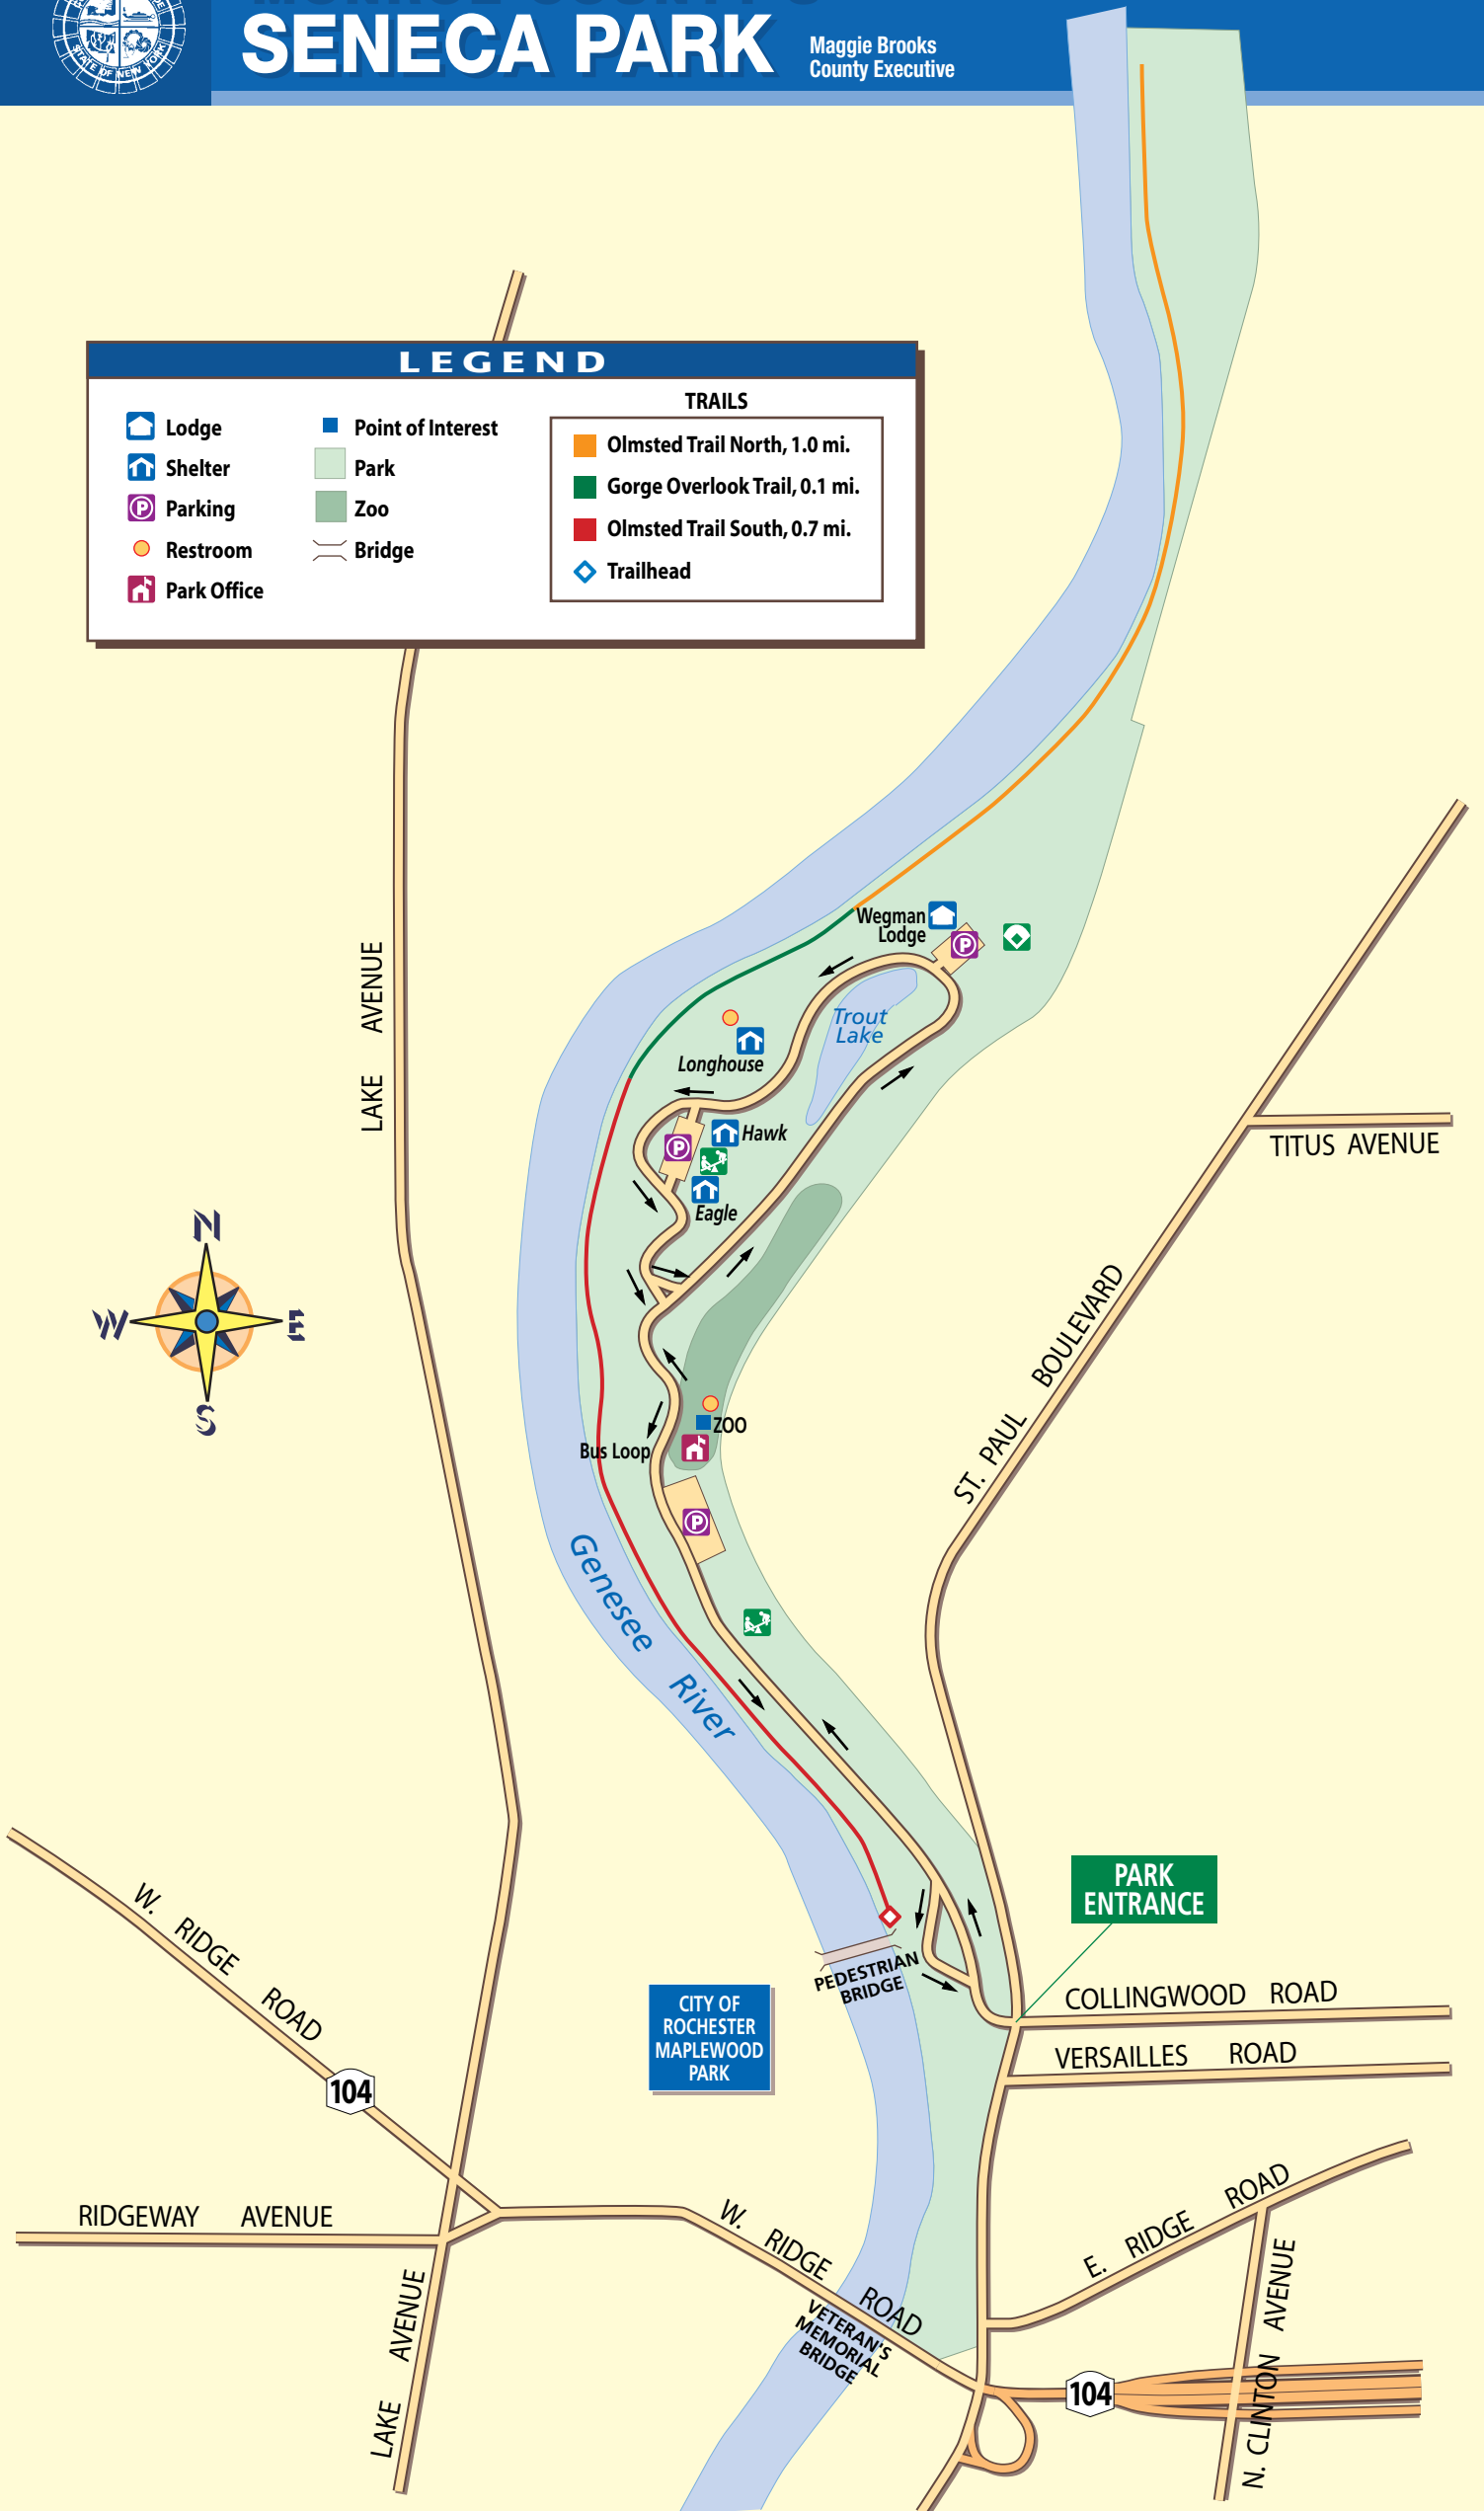 SENECA PARK
Maggie Brooks
County Executive
STATE OF NEW YORK
LEGEND
Lodge
Shelter
Parking
Restroom
Park Office
Point of Interest
Park
Zoo
Bridge
TRAILS
Olmsted Trail North, 1.0 mi.
Gorge Overlook Trail, 0.1 mi.
Olmsted Trail South, 0.7 mi.
Trailhead
P
Wegman
Lodge
P
Trout
Lake
Longhouse
LAKE AVENUE
Hawk
P
Eagle
TITUS AVENUE
N
W
E
S
ST. PAUL BOULEVARD
ZOO
Bus Loop
P
Genesee River
PARK
ENTRANCE
W. RIDGE ROAD
PEDESTRIAN
BRIDGE
COLLINGWOOD ROAD
CITY OF
ROCHESTER
MAPLEWOOD
PARK
VERSAILLES ROAD
104
RIDGEWAY AVENUE
W. RIDGE ROAD
E. RIDGE ROAD
VETERAN'S
MEMORIAL
BRIDGE
LAKE AVENUE
104
N. CLINTON AVENUE